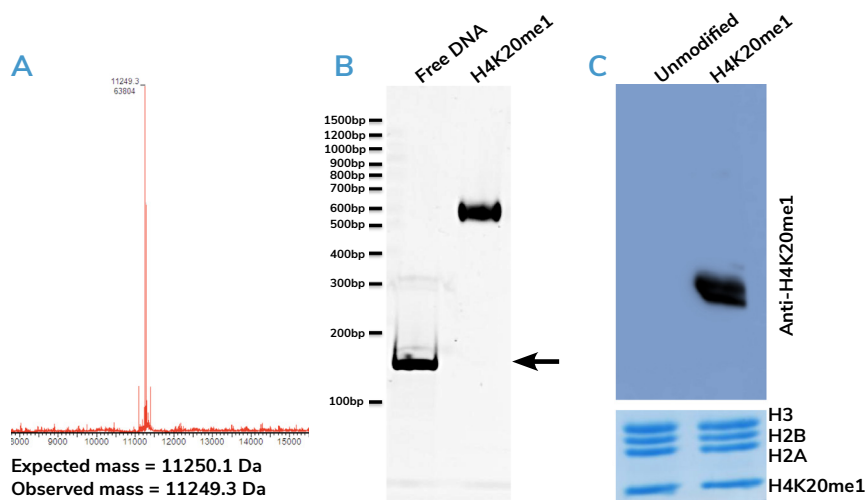 A
11249.3
63804
5000 9000 10000 11000 12000 13000 14000 15000
Expected mass = 11250.1 Da
Observed mass = 11249.3 Da
B
Free DNA
H4K20me1
1500bp
1200bp
1000bp
900bp
800bp
700bp
600bp
500bp
400bp
300bp
200bp
100bp
C
Unmodified
H4K20me1
Anti-H4K20me1
H3
H2B
H2A
H4K20me1